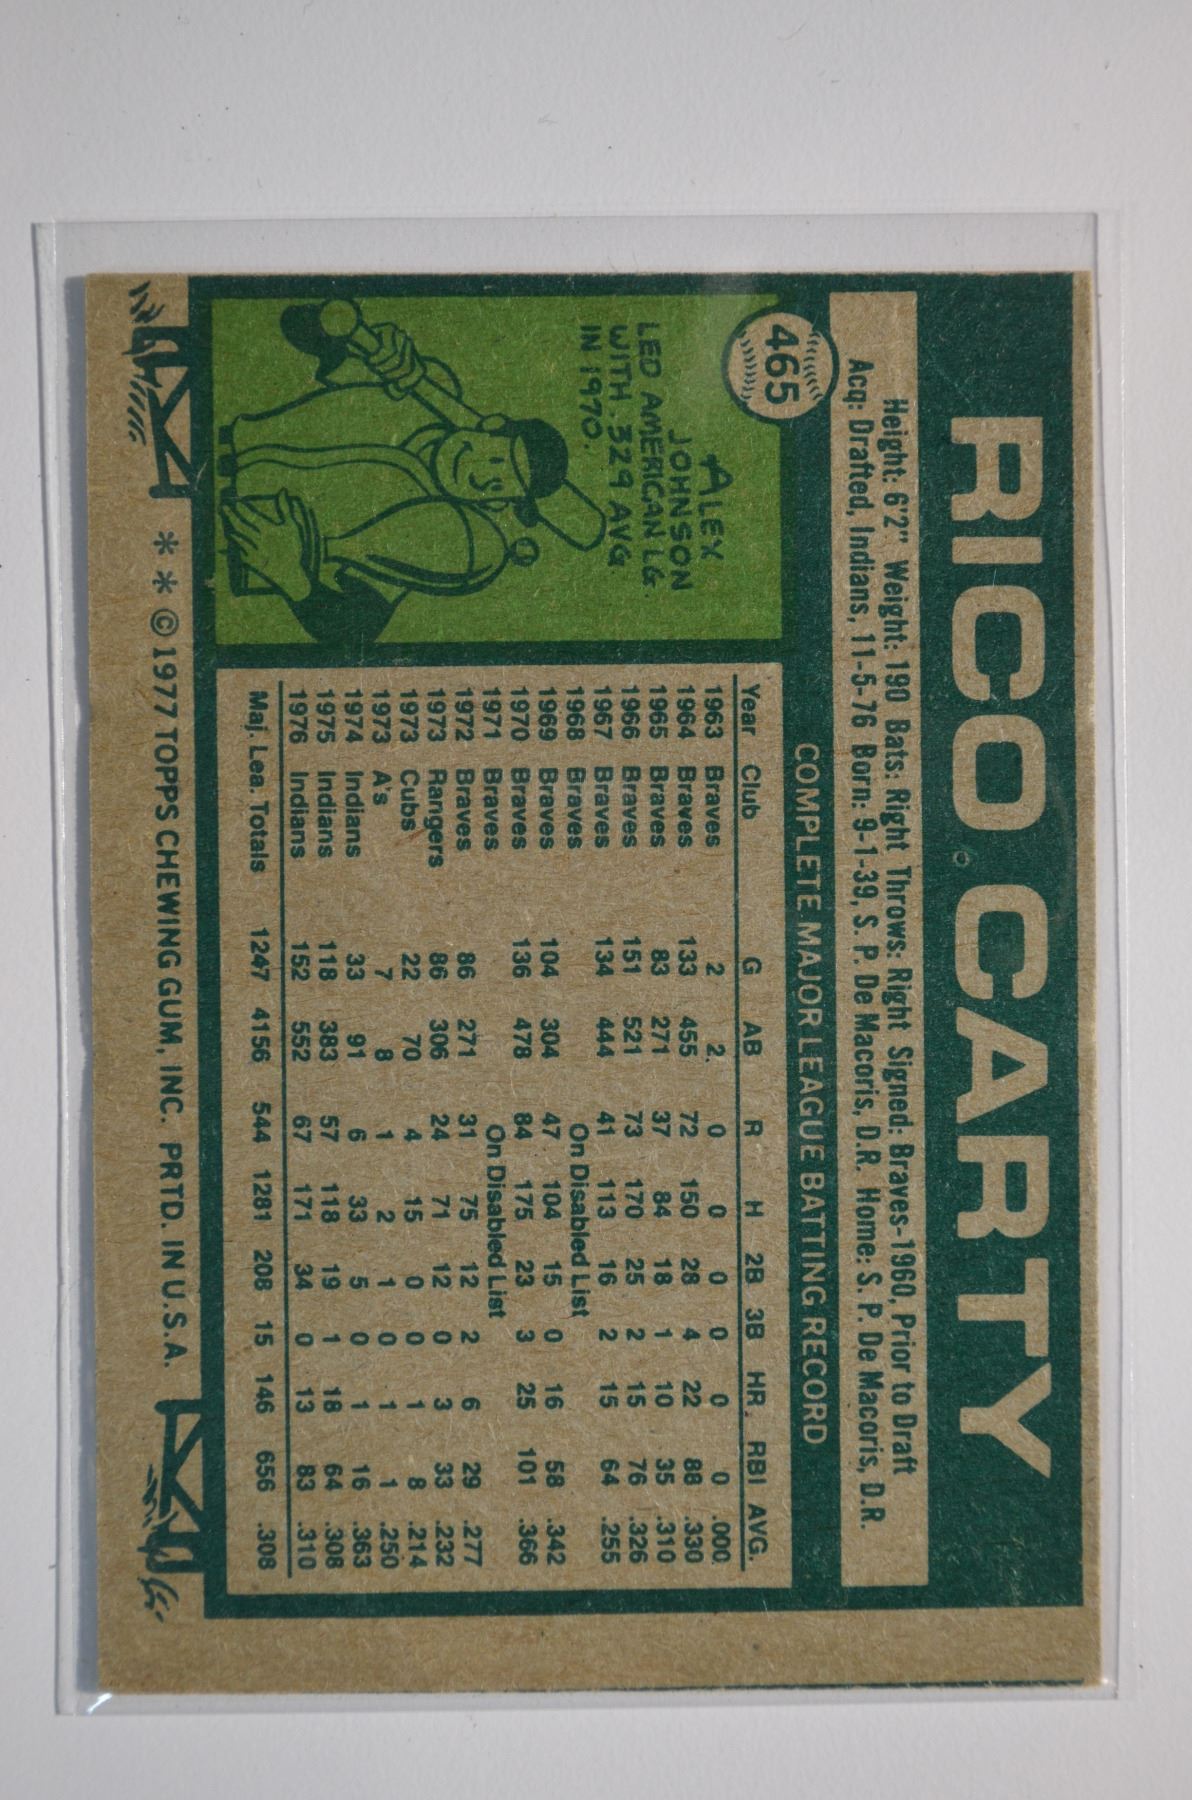 RICO CARTY
465
Height: 6'2" Weight: 190 Bats: Right Throws: Right Signed: Braves-1960, Prior to Draft
Acq: Drafted, Indians, 11-5-76 Born: 9-1-39, S. P. De Macoris, D.R. Home: S. P. De Macoris, D.R.
COMPLETE MAJOR LEAGUE BATTING RECORD
ALEX
JOHNSON
LED AMERICAN LG.
WITH .329 AVG
IN 1970.
Year Club G AB R H 2B 3B HR RBI AVG.
1963 Braves 2 2 0 0 0 0 0 0 .000
1964 Braves 133 455 72 150 28 4 22 88 .330
1965 Braves 83 271 37 84 18 1 10 35 .310
1966 Braves 151 521 73 170 25 2 15 76 .326
1967 Braves 134 444 41 113 16 2 15 64 .255
1968 Braves On Disabled List
1969 Braves 104 304 47 104 15 0 16 58 .342
1970 Braves 136 478 84 175 23 3 25 101 .366
1971 Braves On Disabled List
1972 Braves 86 271 31 75 12 2 6 29 .277
1973 Rangers 86 306 24 71 12 0 3 33 .232
1973 Cubs 22 70 4 15 0 0 1 8 .214
1973 A's 7 8 1 2 1 0 1 1 .250
1974 Indians 33 91 6 33 5 0 1 16 .363
1975 Indians 118 383 57 118 19 1 18 64 .308
1976 Indians 152 552 67 171 34 0 13 83 .310
Maj. Lea. Totals 1247 4156 544 1281 208 15 146 656 .308
* * © 1977 TOPPS CHEWING GUM, INC. PRTD. IN U.S.A.